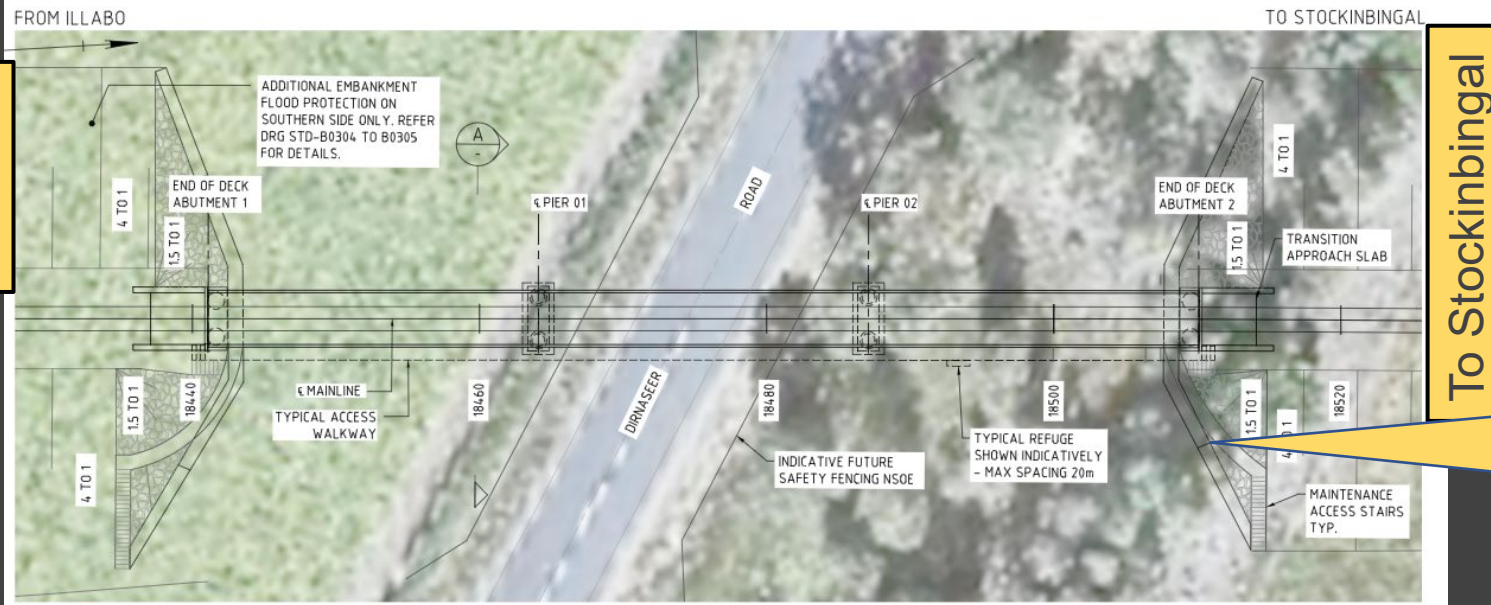 FROM ILLABO
TO STOCKINBINGAL
To Stockinbingal
ADDITIONAL EMBANKMENT
FLOOD PROTECTION ON
SOUTHERN SIDE ONLY. REFER
DRG STD-B0304 TO B0305
FOR DETAILS.
A
-
4 TO 1
END OF DECK
ABUTMENT 1
1.5 TO 1
℄ PIER 01
ROAD
℄ PIER 02
END OF DECK
ABUTMENT 2
4 TO 1
1.5 TO 1
TRANSITION
APPROACH SLAB
℄ MAINLINE
TYPICAL ACCESS
WALKWAY
1.5 TO 1
18440
4 TO 1
18460
DIRNASEER
18480
INDICATIVE FUTURE
SAFETY FENCING NSOE
TYPICAL REFUGE
SHOWN INDICATIVELY
- MAX SPACING 20m
18500
1.5 TO 1
18520
MAINTENANCE
ACCESS STAIRS
TYP.